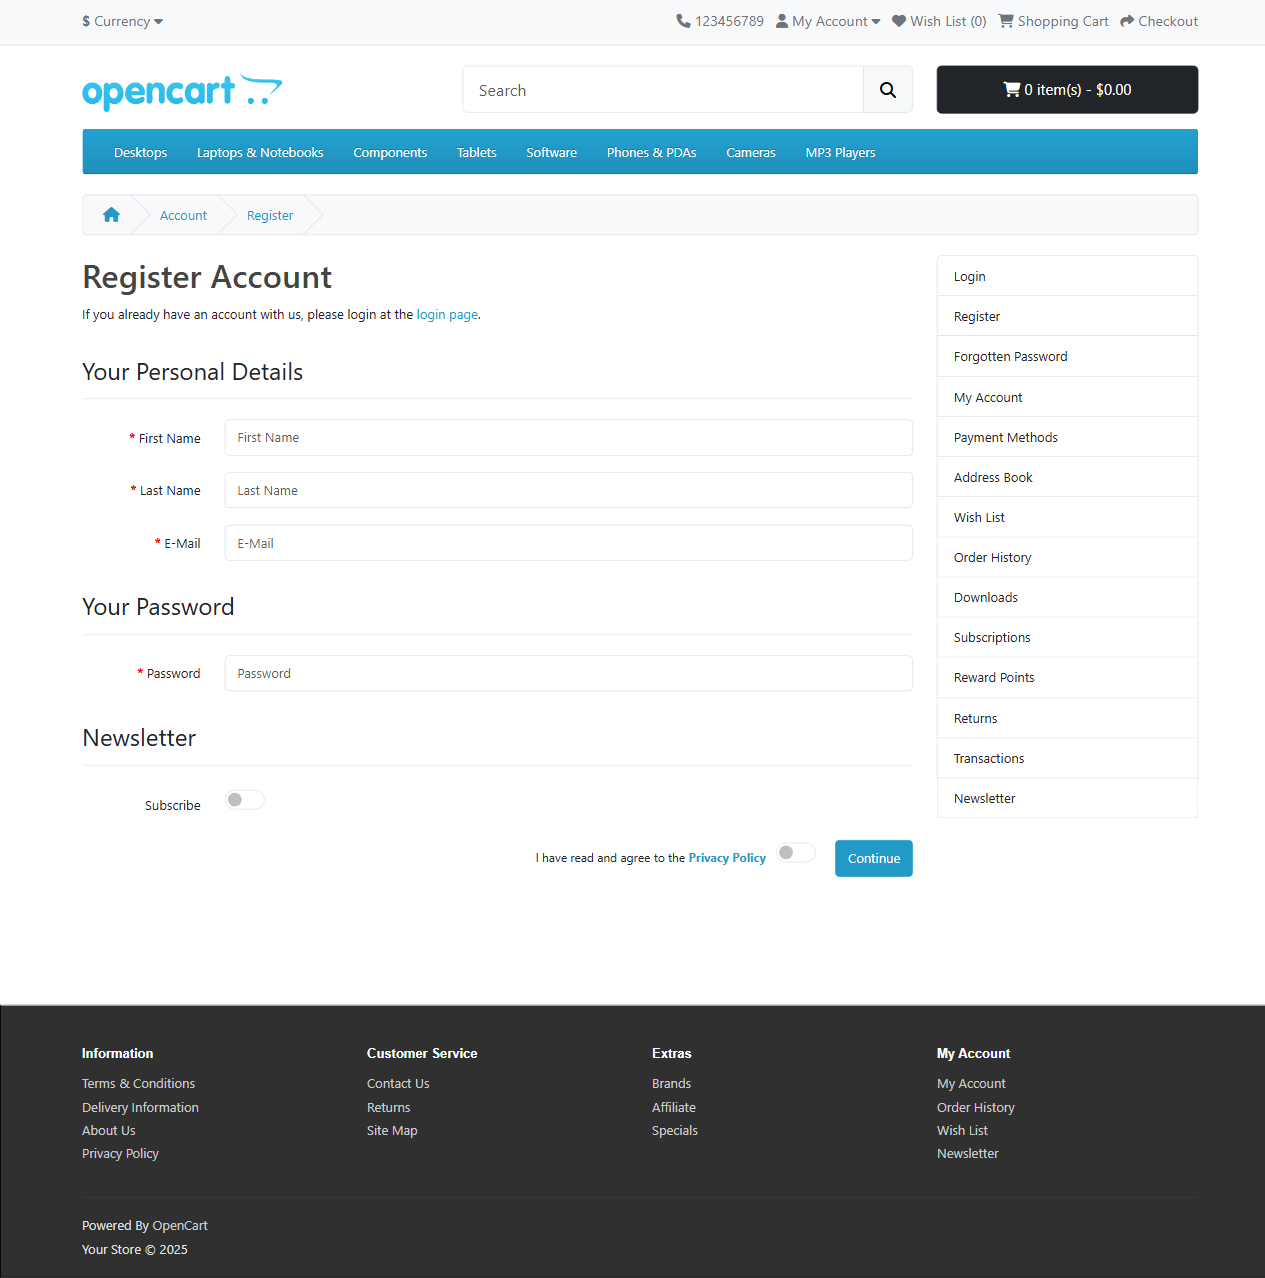 $ Currency
123456789 My Account Wish List (0) Shopping Cart Checkout
opencart
Search
0 item(s) - $0.00
Desktops Laptops & Notebooks Components Tablets Software Phones & PDAs Cameras MP3 Players
Account Register
Register Account
If you already have an account with us, please login at the login page.
Your Personal Details
* First Name First Name
* Last Name Last Name
* E-Mail E-Mail
Your Password
* Password Password
Newsletter
Subscribe
I have read and agree to the Privacy Policy Continue
Login
Register
Forgotten Password
My Account
Payment Methods
Address Book
Wish List
Order History
Downloads
Subscriptions
Reward Points
Returns
Transactions
Newsletter
Information
Terms & Conditions
Delivery Information
About Us
Privacy Policy
Customer Service
Contact Us
Returns
Site Map
Extras
Brands
Affiliate
Specials
My Account
My Account
Order History
Wish List
Newsletter
Powered By OpenCart
Your Store © 2025